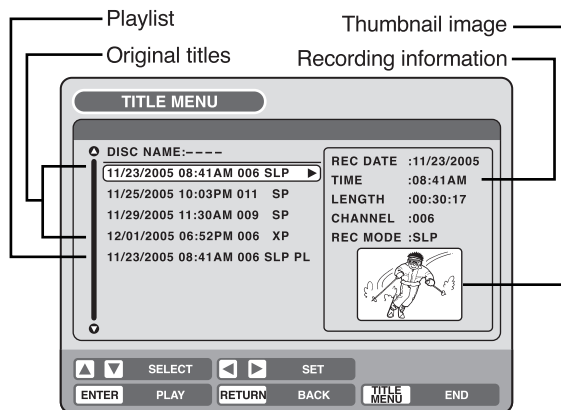 Playlist
Thumbnail image
Original titles
Recording information
TITLE MENU
DISC NAME:----
11/23/2005 08:41AM 006 SLP ▶
11/25/2005 10:03PM 011 SP
11/29/2005 11:30AM 009 SP
12/01/2005 06:52PM 006 XP
11/23/2005 08:41AM 006 SLP PL
REC DATE :11/23/2005
TIME :08:41AM
LENGTH :00:30:17
CHANNEL :006
REC MODE :SLP
▲ ▼ SELECT ◀ ▶ SET
ENTER PLAY RETURN BACK TITLE MENU END